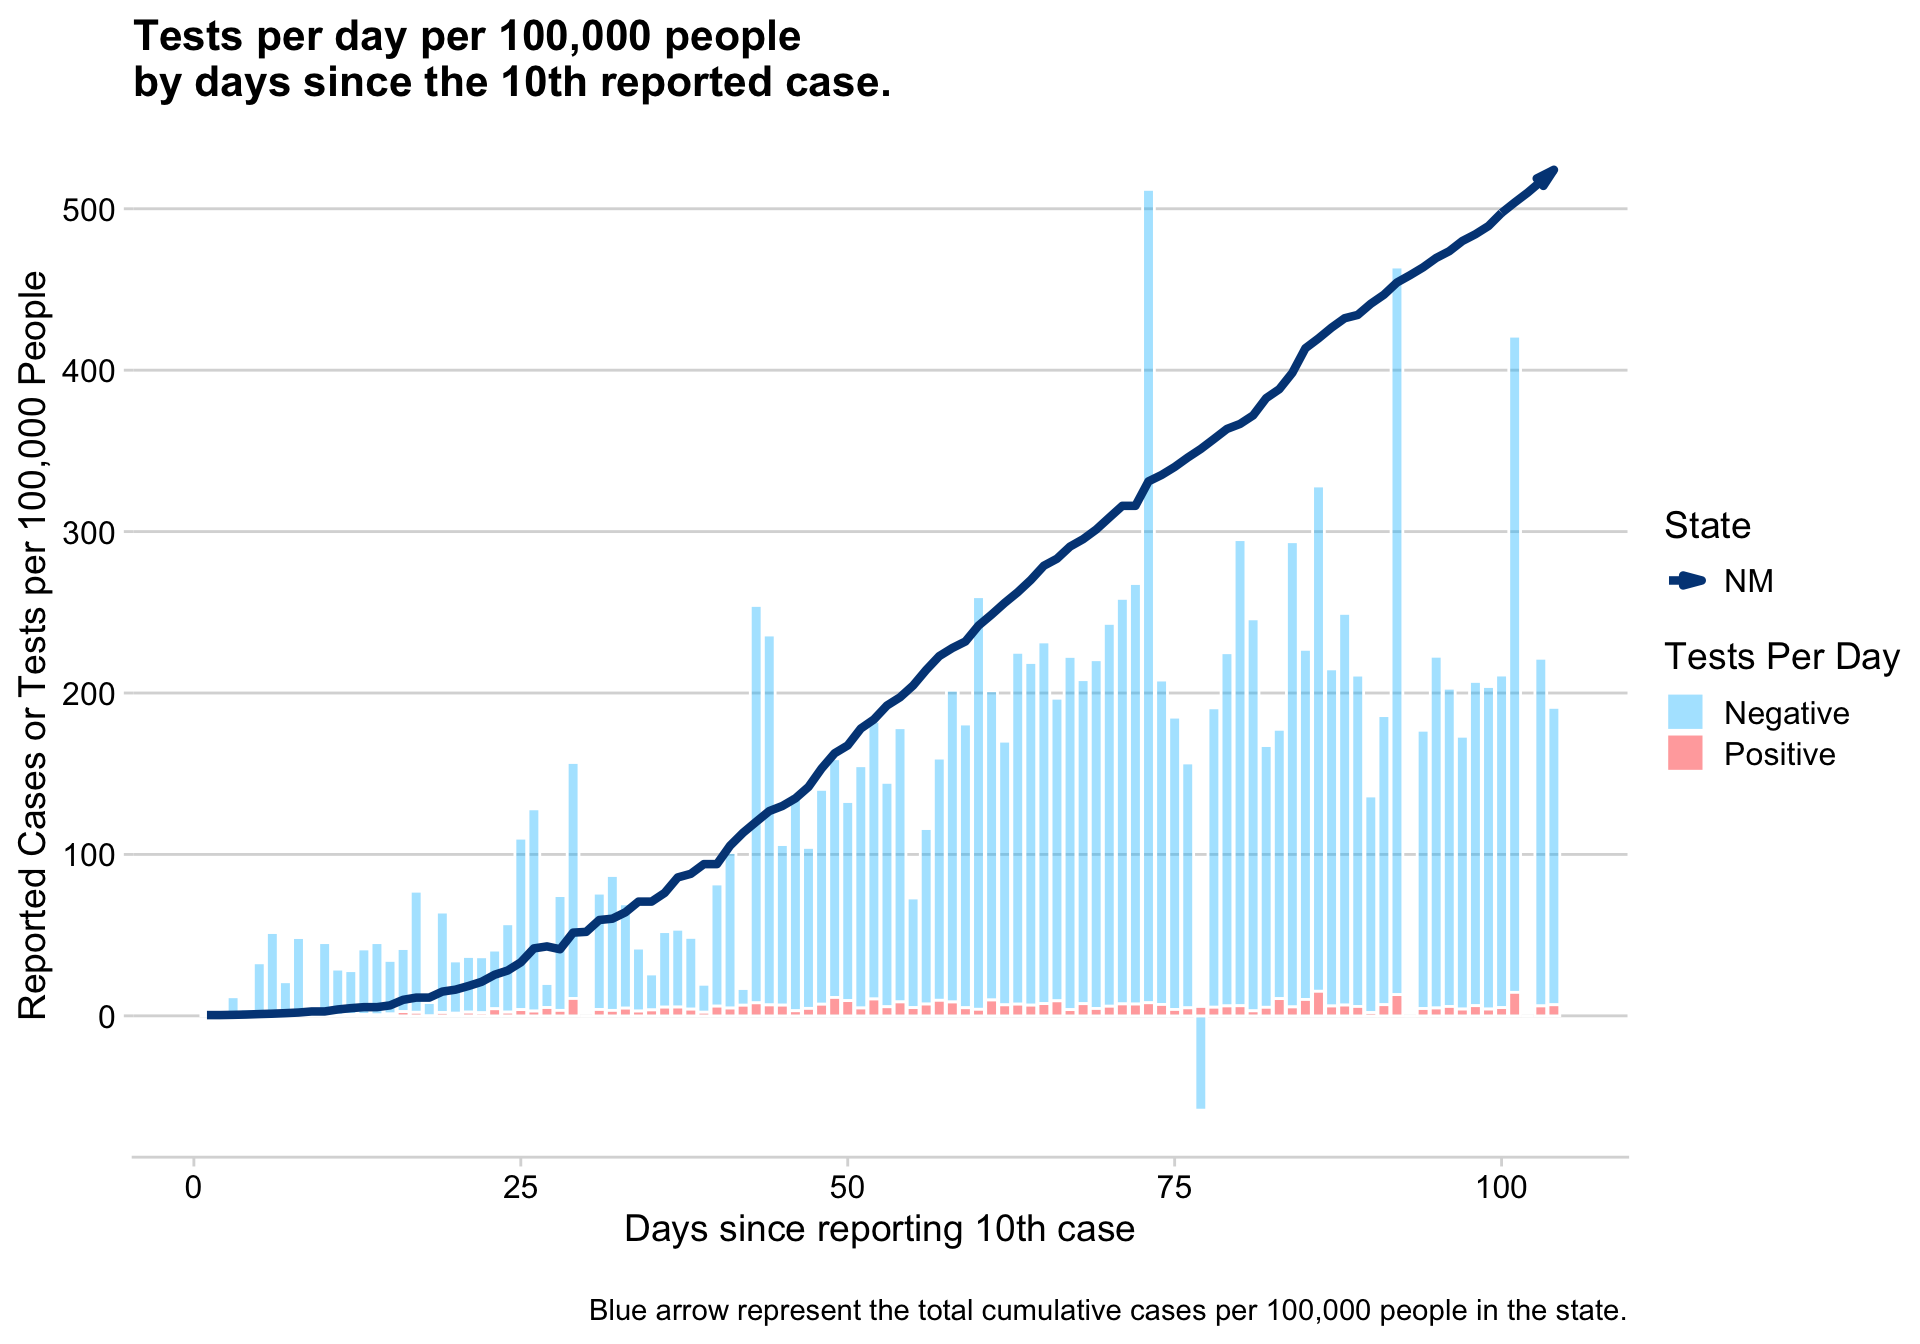 Tests per day per 100,000 people
by days since the 10th reported case.
Reported Cases or Tests per 100,000 People
500
400
300
200
100
0
0 25 50 75 100
Days since reporting 10th case
State
NM
Tests Per Day
Negative
Positive
Blue arrow represent the total cumulative cases per 100,000 people in the state.